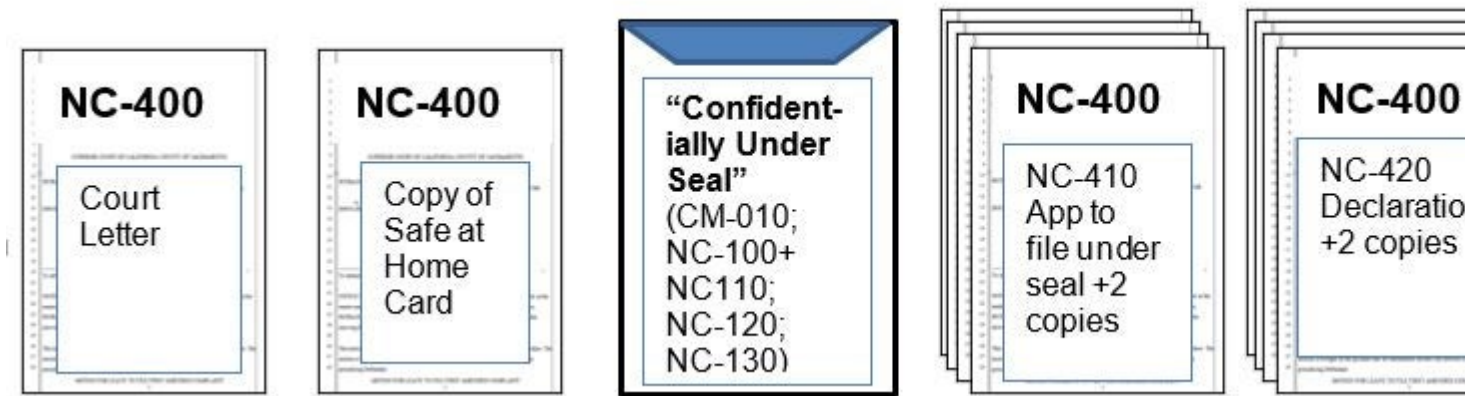 NC-400
Court
Letter
NC-400
Copy of
Safe at
Home
Card
“Confident-
ially Under
Seal”
(CM-010;
NC-100+
NC110;
NC-120;
NC-130)
NC-400
NC-410
App to
file under
seal +2
copies
NC-400
NC-420
Declaratio
+2 copies